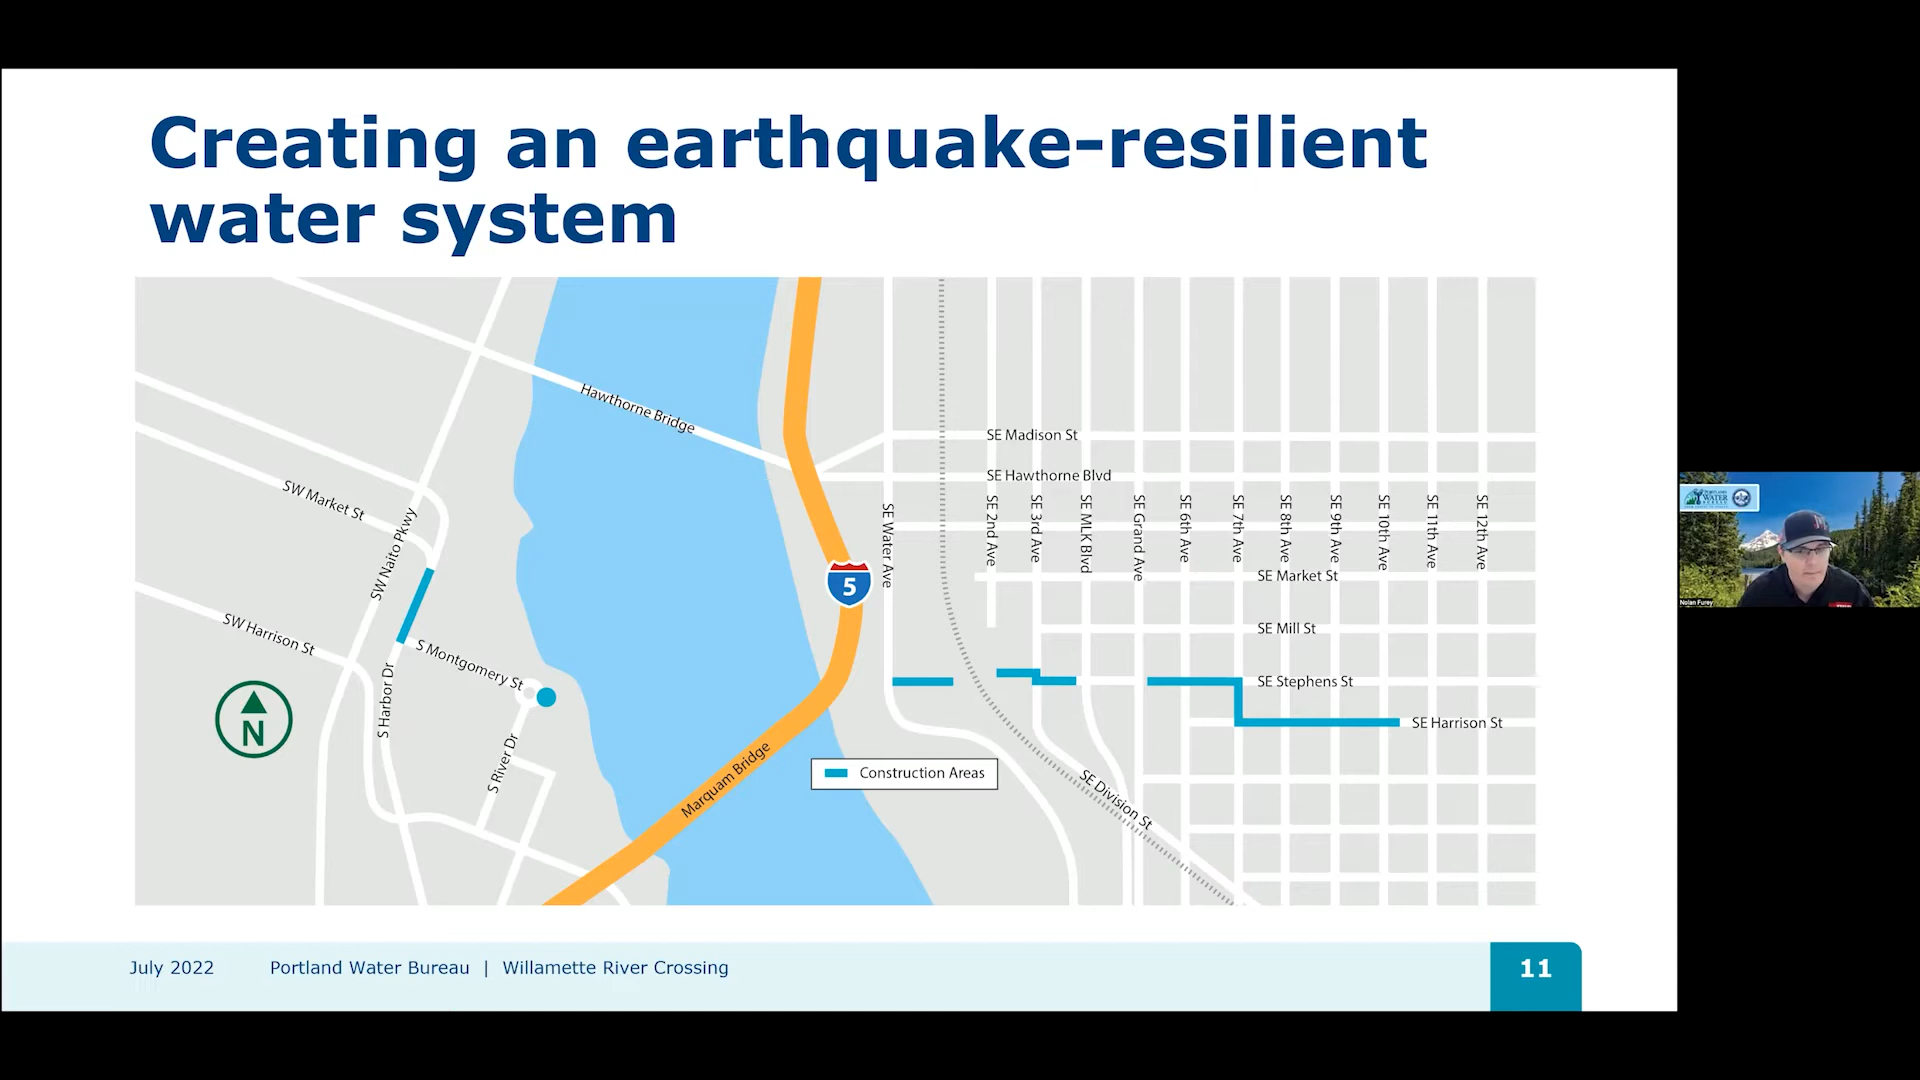 Creating an earthquake-resilient
water system
Hawthorne Bridge
SE Madison St
SE Hawthorne Blvd
SW Market St
SW Naito Pkwy
SE Water Ave
SE 2nd Ave
SE 3rd Ave
SE MLK Blvd
SE Grand Ave
SE 6th Ave
SE 7th Ave
SE 8th Ave
SE 9th Ave
SE 10th Ave
SE 11th Ave
SE 12th Ave
5
SE Market St
SW Harrison St
S Montgomery St
SE Mill St
S Harbor Dr
SE Stephens St
N
SE Harrison St
S River Dr
Marquam Bridge
Construction Areas
SE Division St
July 2022
Portland Water Bureau | Willamette River Crossing
11
WATER
Nolan Furey